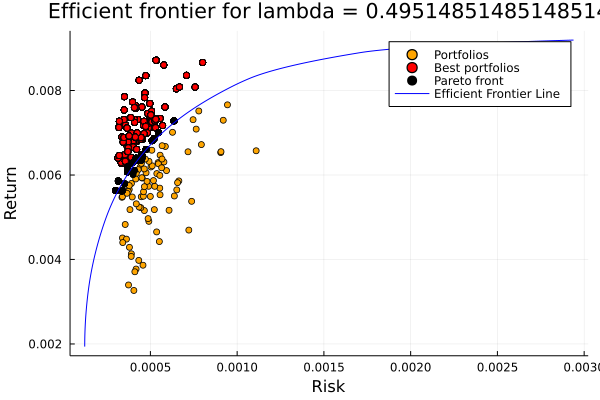 Efficient frontier for lambda = 0.49514851485148514
Portfolios
Best portfolios
Pareto front
Efficient Frontier Line
Return
0.008
0.006
0.004
0.002
0.0005
0.0010
0.0015
0.0020
0.0025
0.0030
Risk